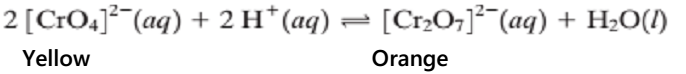 2 [CrO₄]²⁻(aq) + 2 H⁺(aq) ⇌ [Cr₂O₇]²⁻(aq) + H₂O(l)
Yellow Orange